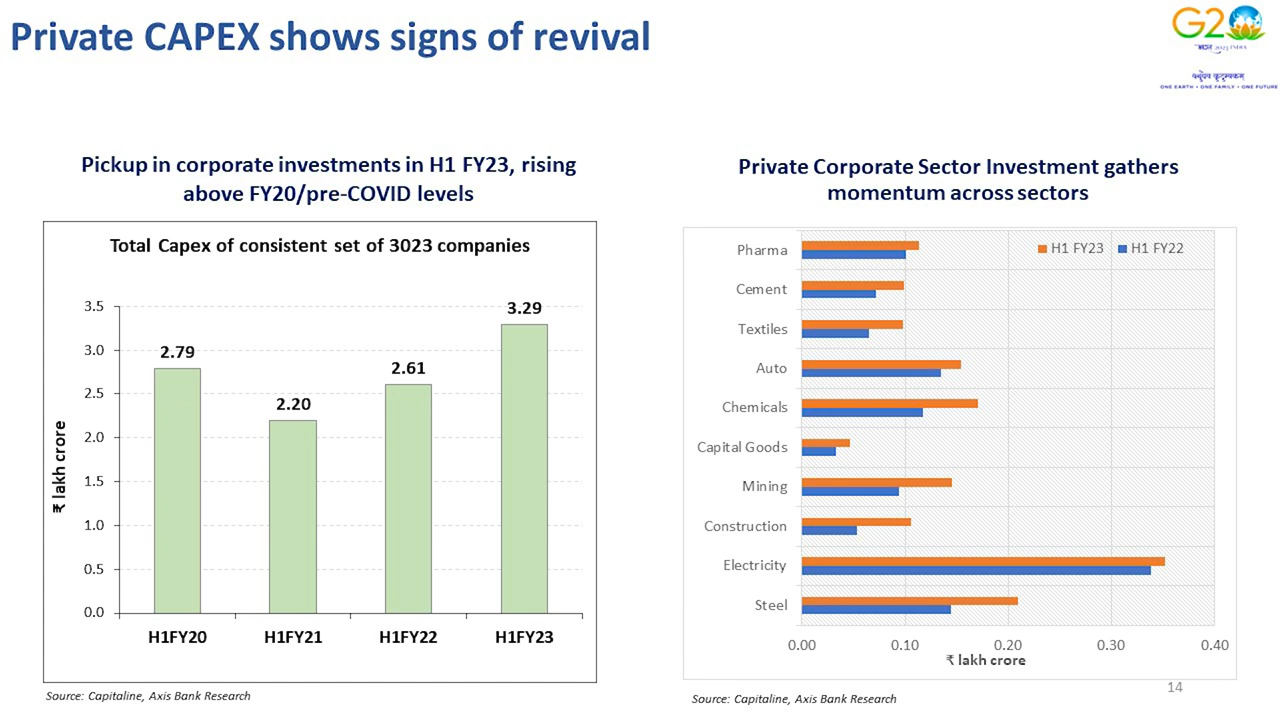 Private CAPEX shows signs of revival
G20
भारत 2023 INDIA
वसुधैव कुटुम्बकम्
ONE EARTH • ONE FAMILY • ONE FUTURE
Pickup in corporate investments in H1 FY23, rising
above FY20/pre-COVID levels
Total Capex of consistent set of 3023 companies
₹ lakh crore
3.5
3.0
2.5
2.0
1.5
1.0
0.5
0.0
2.79
2.20
2.61
3.29
H1FY20 H1FY21 H1FY22 H1FY23
Source: Capitaline, Axis Bank Research
Private Corporate Sector Investment gathers
momentum across sectors
H1 FY23 H1 FY22
Pharma
Cement
Textiles
Auto
Chemicals
Capital Goods
Mining
Construction
Electricity
Steel
0.00 0.10 0.20 0.30 0.40
₹ lakh crore
Source: Capitaline, Axis Bank Research
14